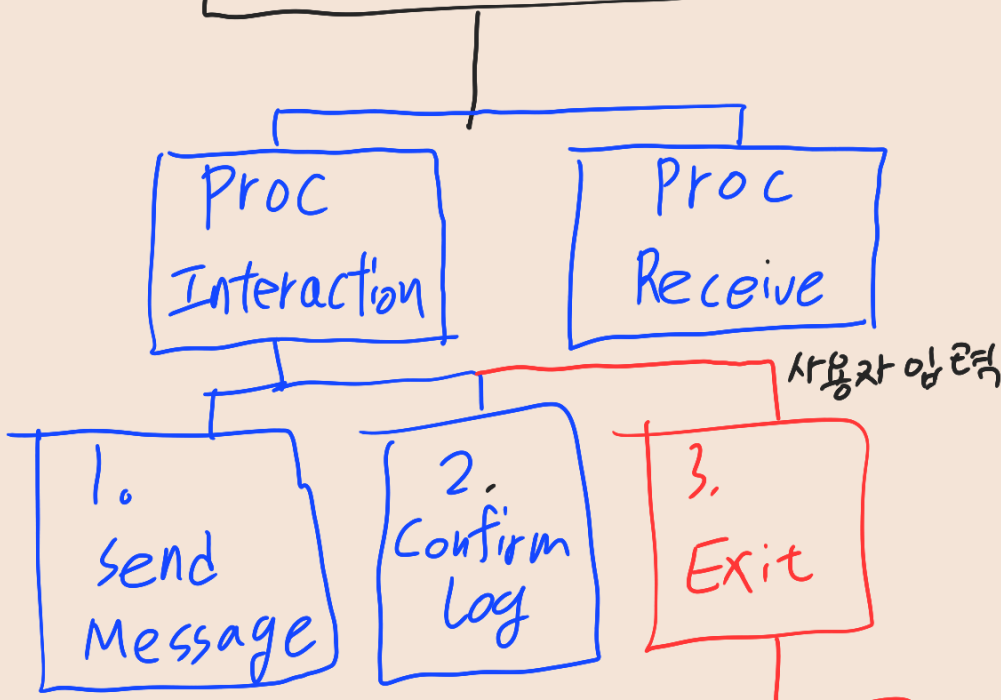 Proc
Interaction
Proc
Receive
사용자 입력
1.
Send
Message
2.
Confirm
Log
3.
Exit